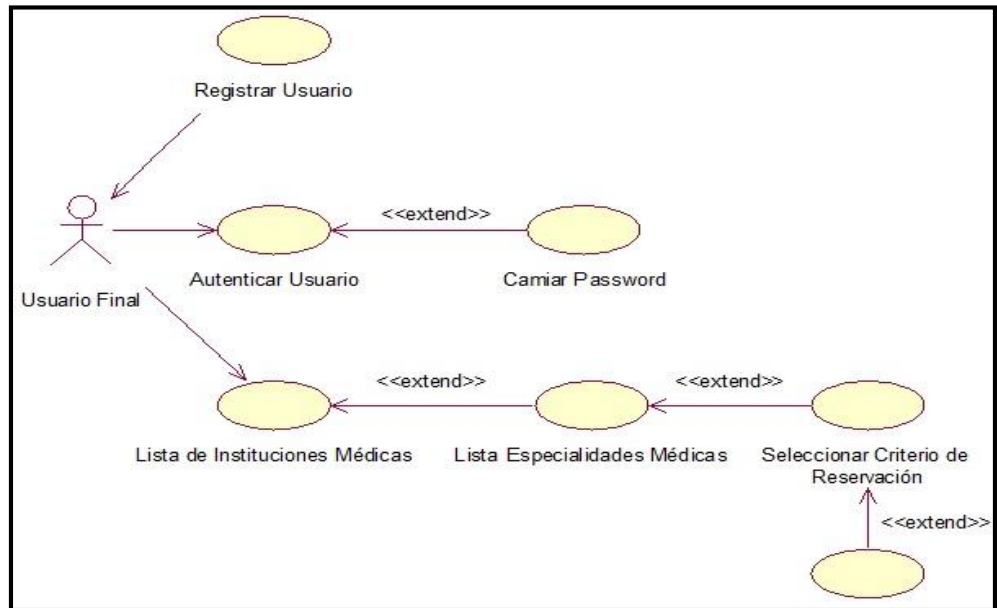 Registrar Usuario
<<extend>>
Autenticar Usuario
Camiar Password
Usuario Final
<<extend>>
<<extend>>
Lista de Instituciones Médicas
Lista Especialidades Médicas
Seleccionar Criterio de
Reservación
<<extend>>